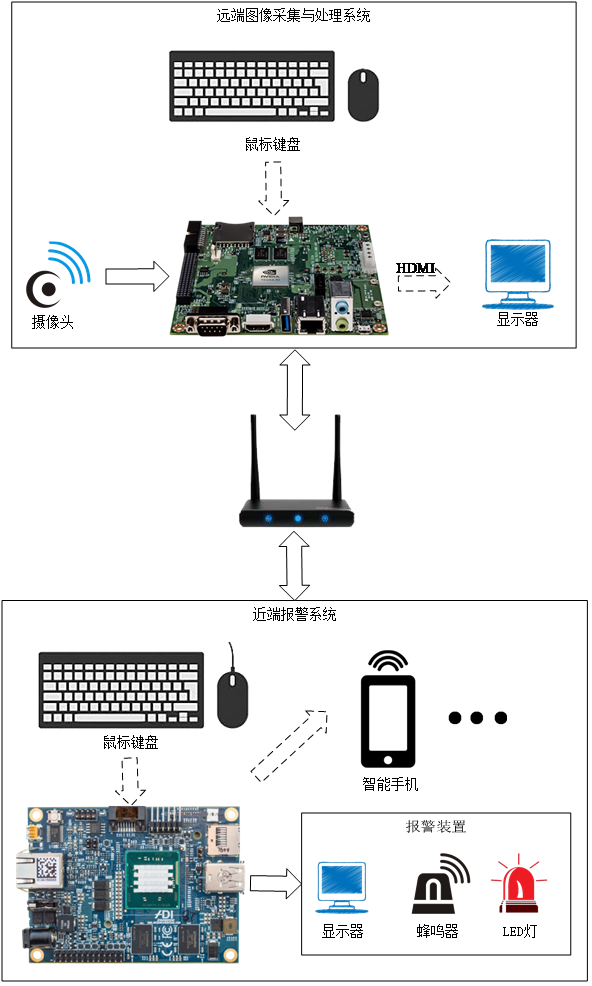 远端图像采集与处理系统
鼠标键盘
HDMI
摄像头
显示器
近端报警系统
鼠标键盘
智能手机
报警装置
ADI
显示器
蜂鸣器
LED灯